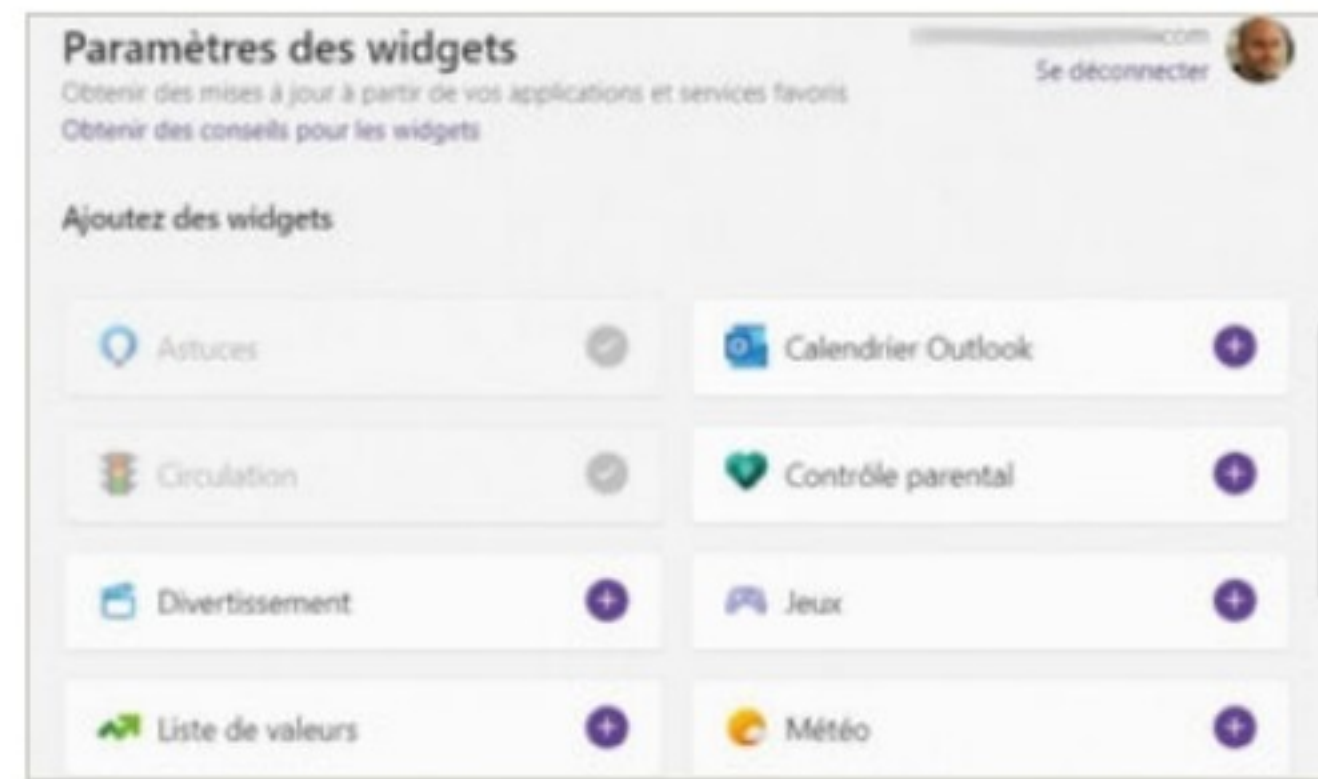 Paramètres des widgets
com
Se déconnecter
Obtenir des mises à jour à partir de vos applications et services favoris
Obtenir des conseils pour les widgets
Ajoutez des widgets
Astuces
Calendrier Outlook
Circulation
Contrôle parental
Divertissement
Jeux
Liste de valeurs
Météo